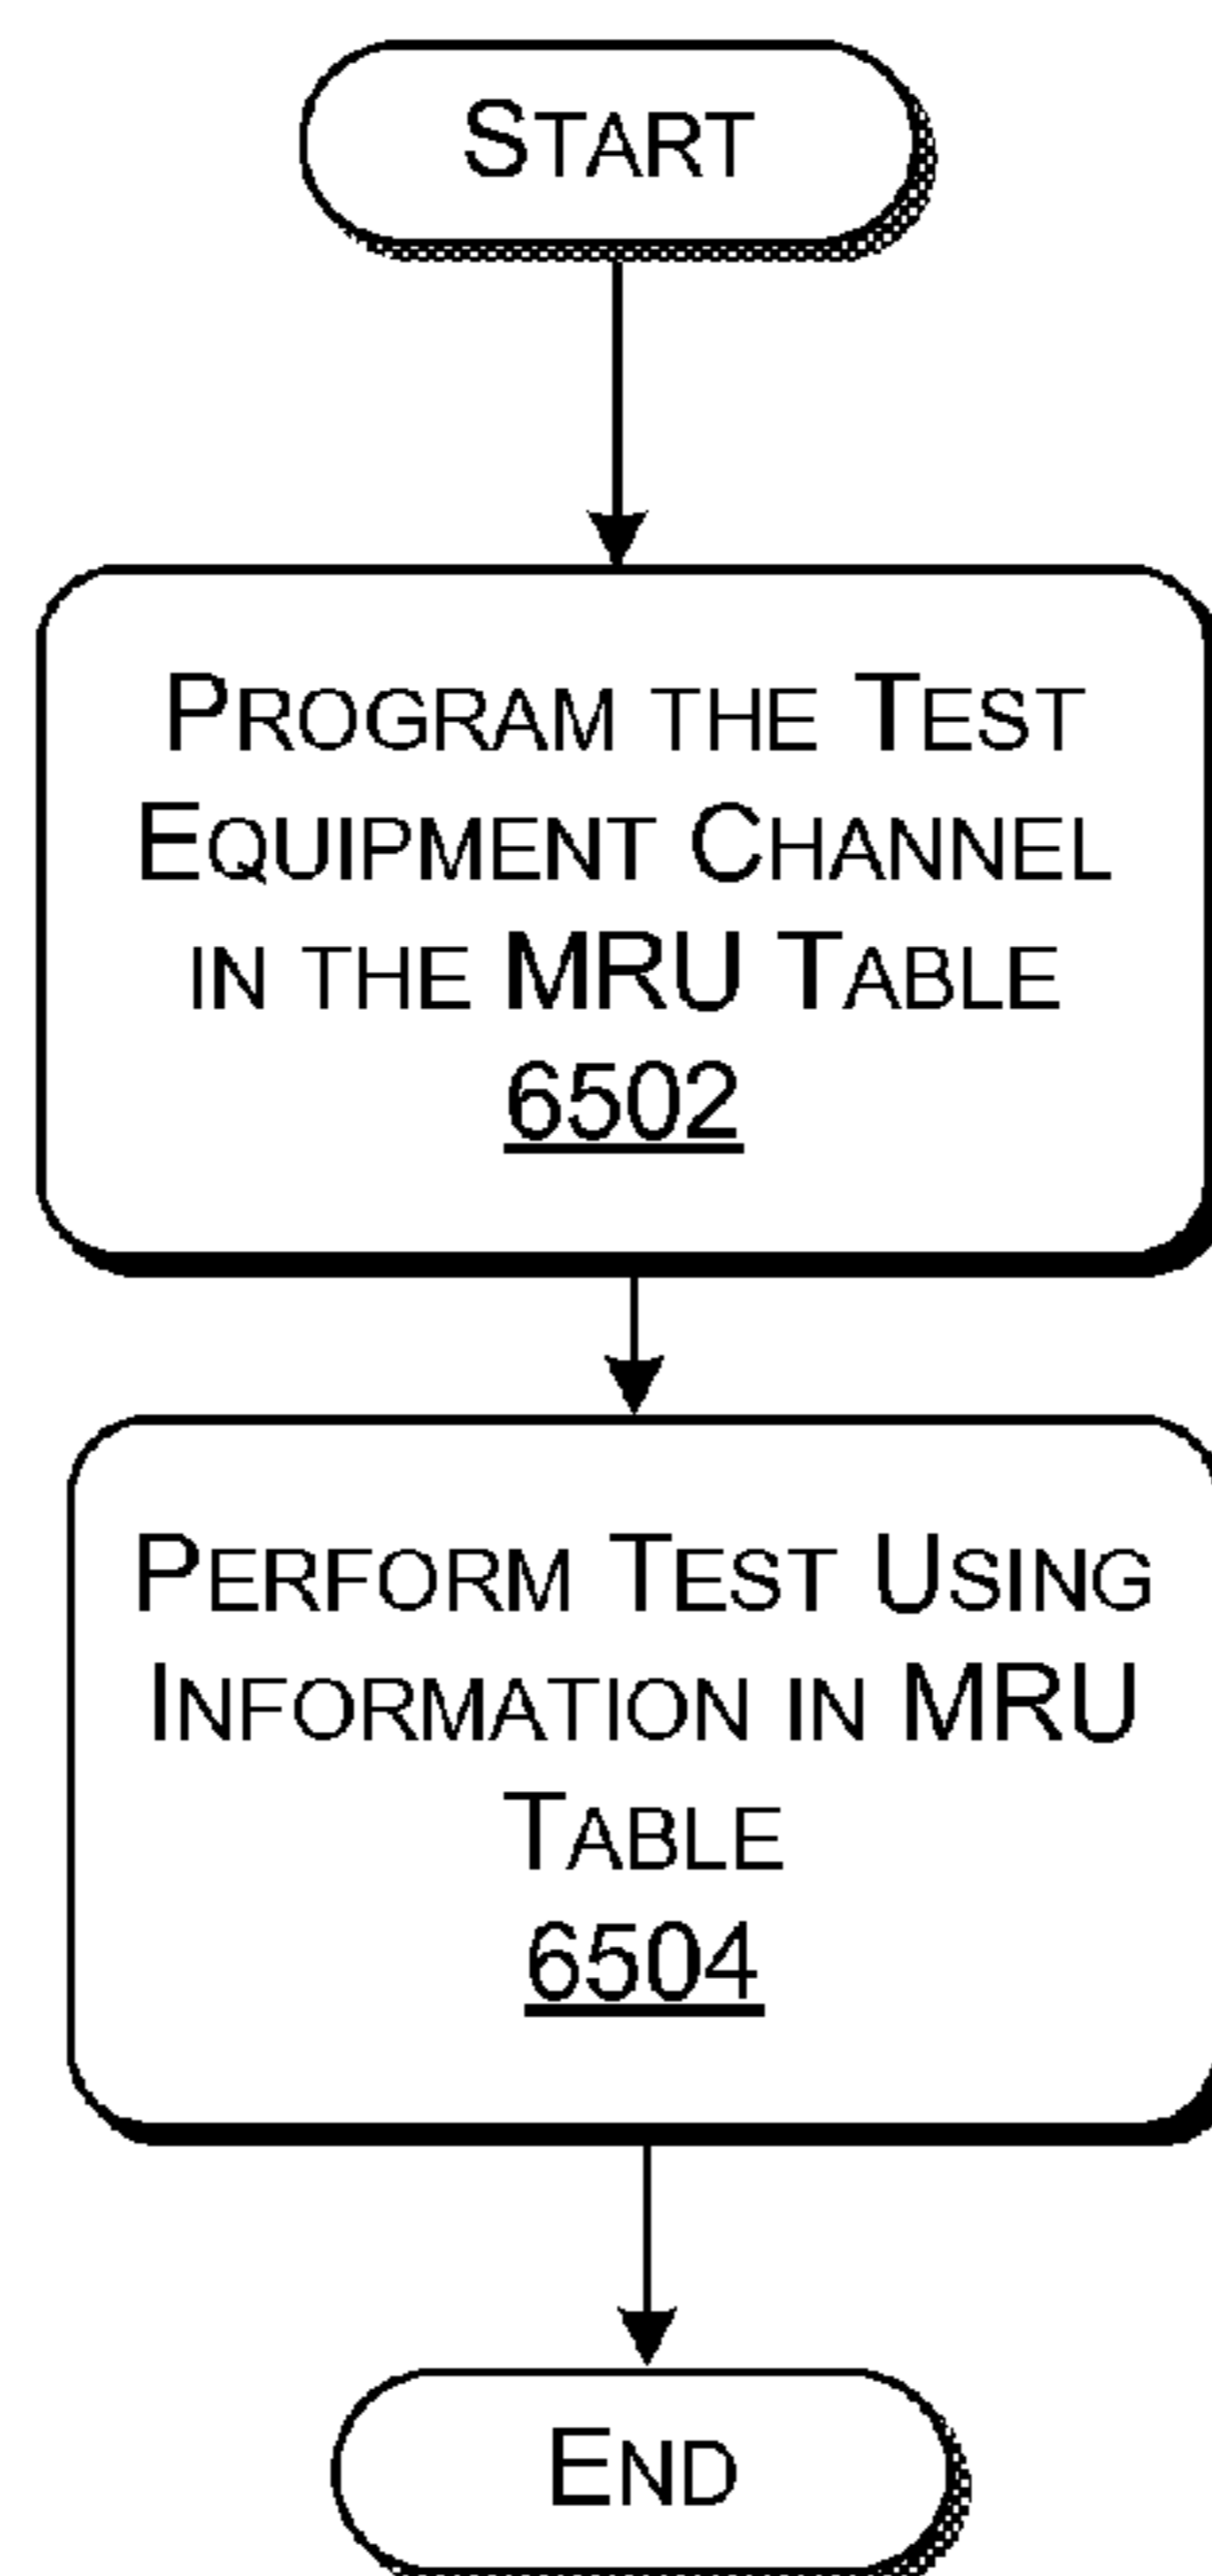 START
PROGRAM THE TEST
EQUIPMENT CHANNEL
IN THE MRU TABLE
6502
PERFORM TEST USING
INFORMATION IN MRU
TABLE
6504
END